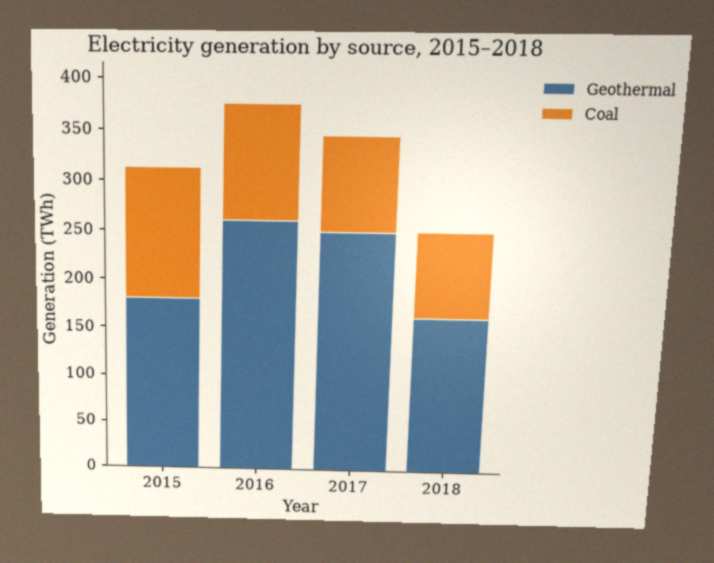 Electricity generation by source, 2015–2018
Geothermal
Coal
Generation (TWh)
400
350
300
250
200
150
100
50
0
2015 2016 2017 2018
Year